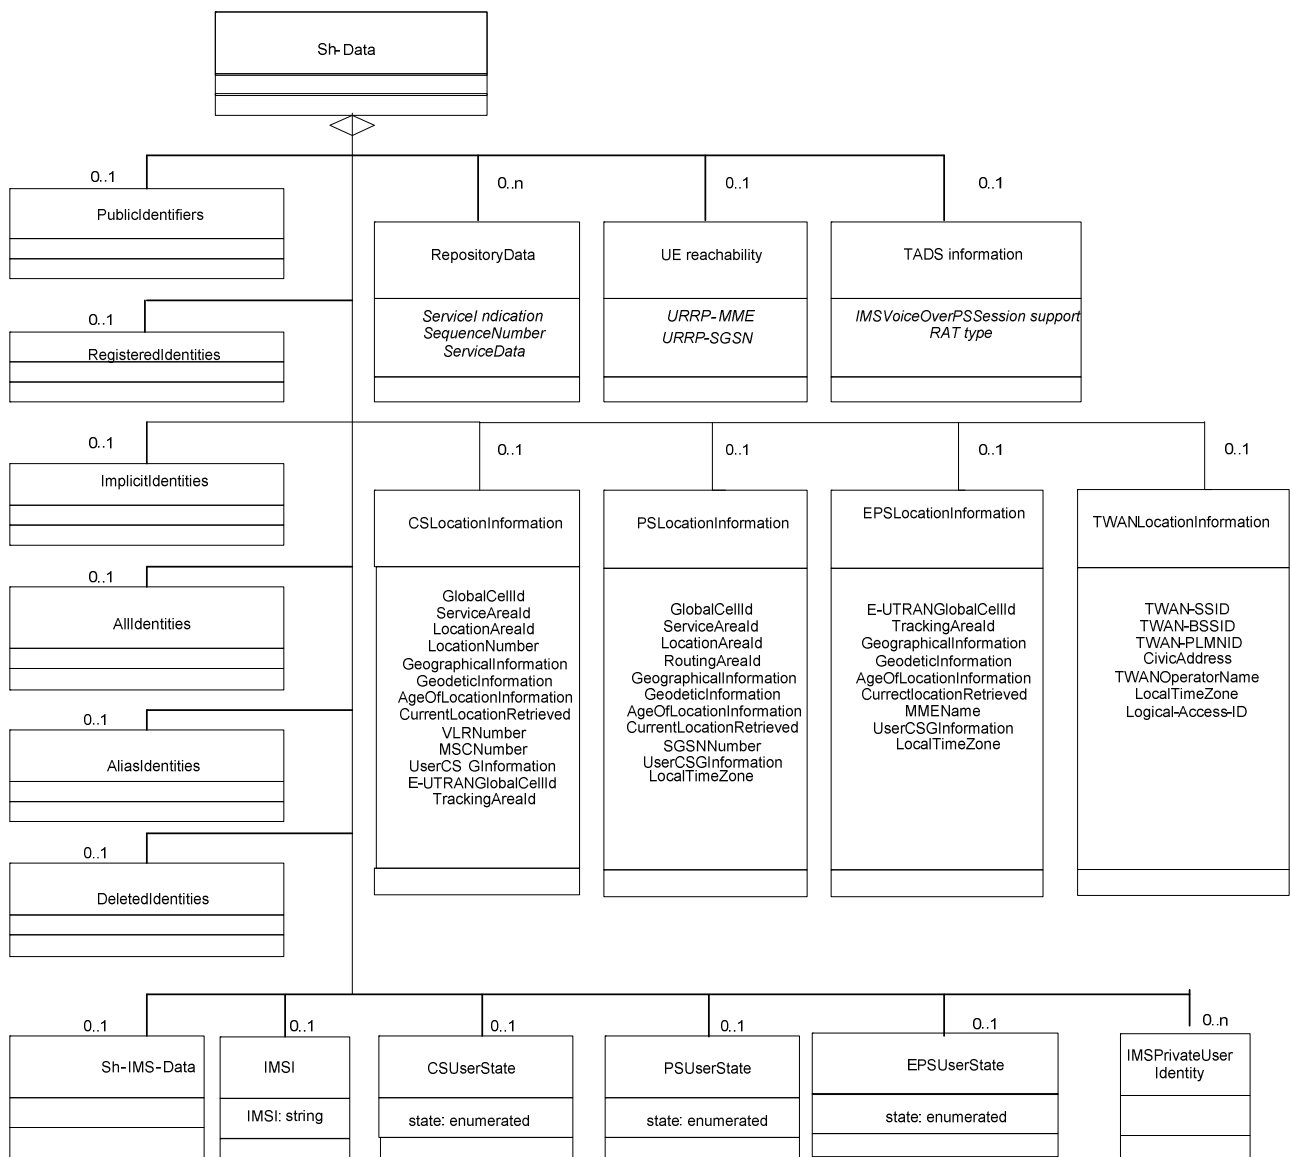 Sh-Data
0..1
PublicIdentifiers
0..n
RepositoryData
ServiceI ndication
SequenceNumber
ServiceData
0..1
UE reachability
URRP-MME
URRP-SGSN
0..1
TADS information
IMSVoiceOverPSSession support
RAT type
0..1
RegisteredIdentities
0..1
ImplicitIdentities
0..1
CSLocationInformation
GlobalCellId
ServiceAreaId
LocationAreaId
LocationNumber
GeographicalInformation
GeodeticInformation
AgeOfLocationInformation
CurrentLocationRetrieved
VLRNumber
MSCNumber
UserCS GInformation
E-UTRANGlobalCellId
TrackingAreaId
0..1
PSLocationInformation
GlobalCellId
ServiceAreaId
LocationAreaId
RoutingAreaId
GeographicalInformation
GeodeticInformation
AgeOfLocationInformation
CurrentLocationRetrieved
SGSNNumber
UserCSGInformation
LocalTimeZone
0..1
EPSLocationInformation
E-UTRANGlobalCellId
TrackingAreaId
GeographicalInformation
GeodeticInformation
AgeOfLocationInformation
CurrectlocationRetrieved
MMEName
UserCSGInformation
LocalTimeZone
0..1
TWANLocationInformation
TWAN-SSID
TWAN-BSSID
TWAN-PLMNID
CivicAddress
TWANOperatorName
LocalTimeZone
Logical-Access-ID
0..1
AllIdentities
0..1
AliasIdentities
0..1
DeletedIdentities
0..1
Sh-IMS-Data
0..1
IMSI
IMSI: string
0..1
CSUserState
state: enumerated
0..1
PSUserState
state: enumerated
0..1
EPSUserState
state: enumerated
0..n
IMSPrivateUser
Identity